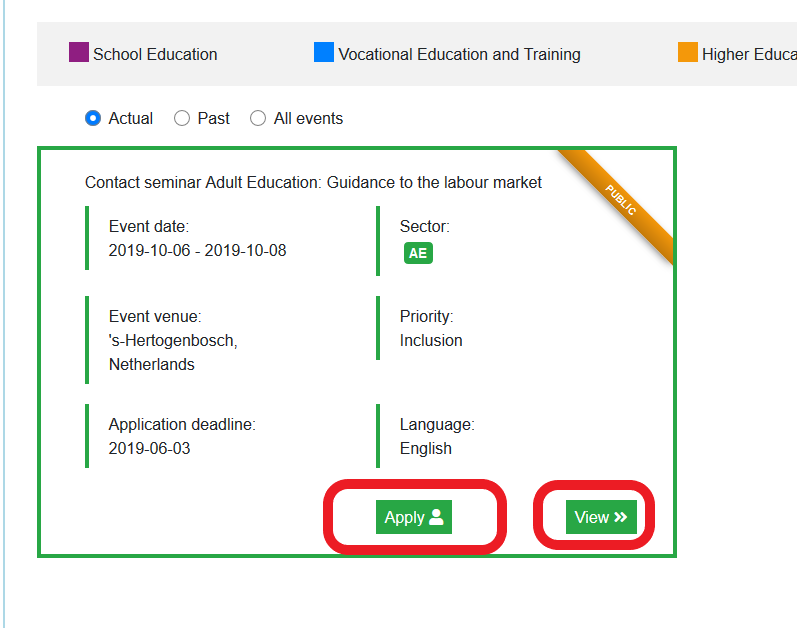 School Education
Vocational Education and Training
Higher Educa
Actual
Past
All events
Contact seminar Adult Education: Guidance to the labour market
PUBLIC
Event date:
2019-10-06 - 2019-10-08
Sector:
AE
Event venue:
's-Hertogenbosch,
Netherlands
Priority:
Inclusion
Application deadline:
2019-06-03
Language:
English
Apply
View